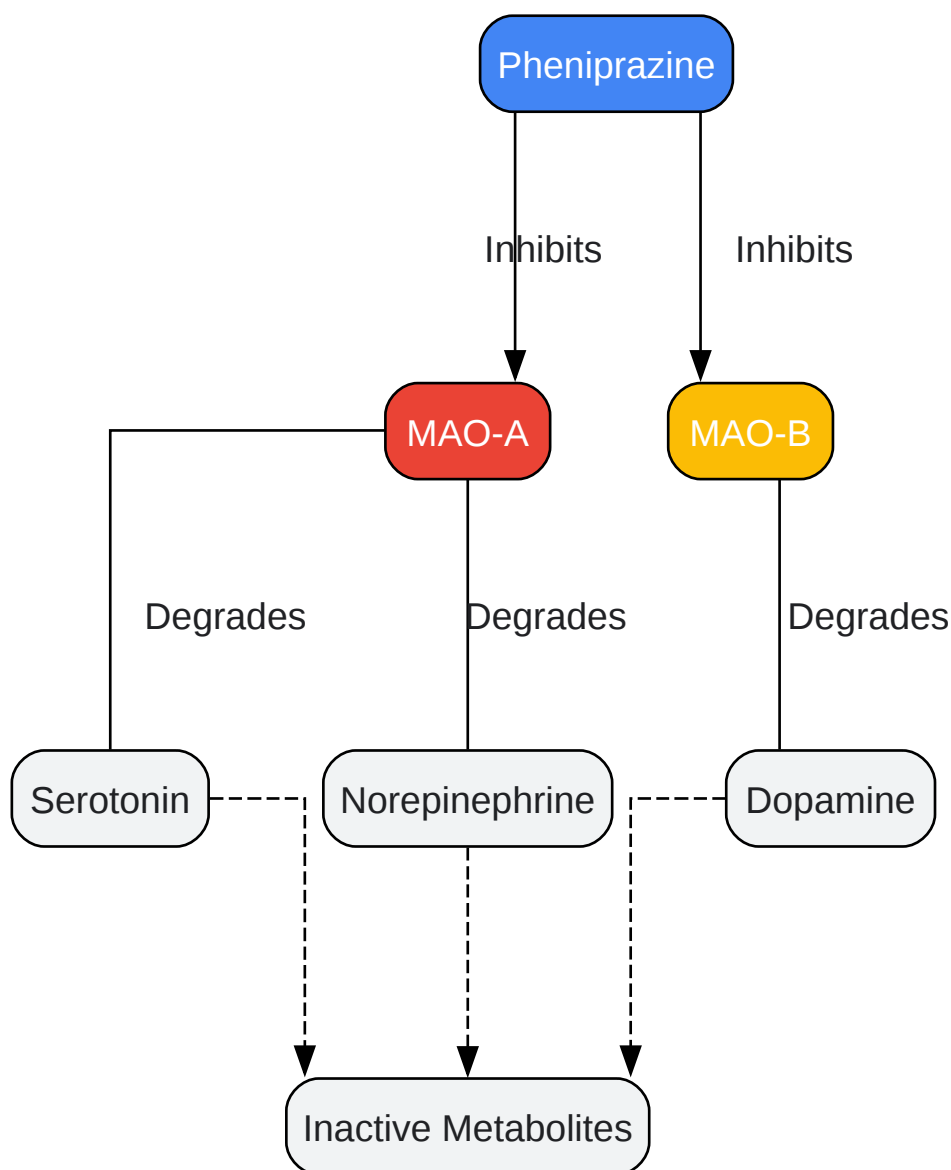 Pheniprazine
Inhibits
Inhibits
MAO-A
MAO-B
Degrades
Degrades
Degrades
Serotonin
Norepinephrine
Dopamine
Inactive Metabolites